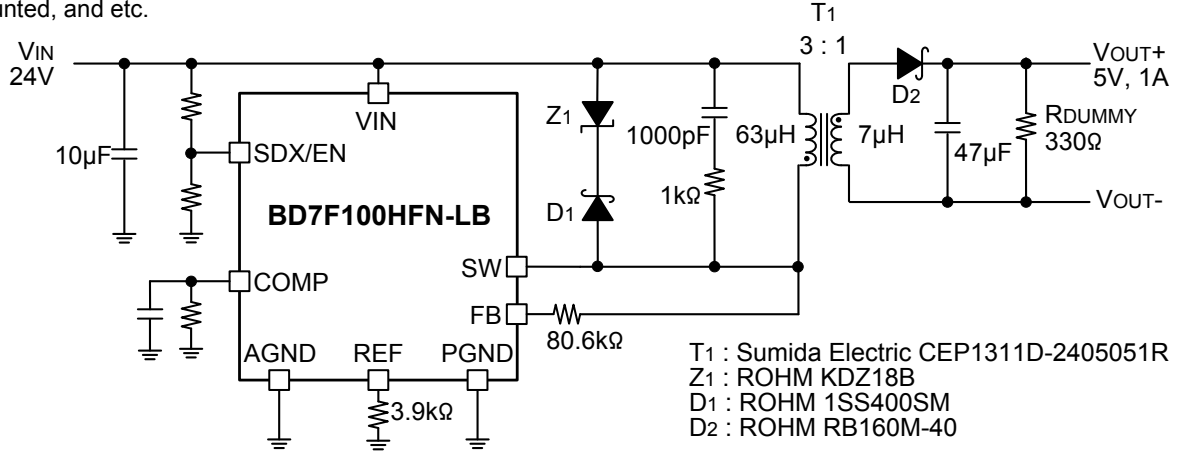 unted, and etc.
T1
3 : 1
VIN
24V
VOUT+
5V, 1A
D2
VIN
Z1
1000pF
63µH
7µH
RDUMMY
330Ω
10µF
SDX/EN
47µF
1kΩ
D1
VOUT-
BD7F100HFN-LB
SW
COMP
FB
80.6kΩ
AGND REF PGND
3.9kΩ
T1 : Sumida Electric CEP1311D-2405051R
Z1 : ROHM KDZ18B
D1 : ROHM 1SS400SM
D2 : ROHM RB160M-40